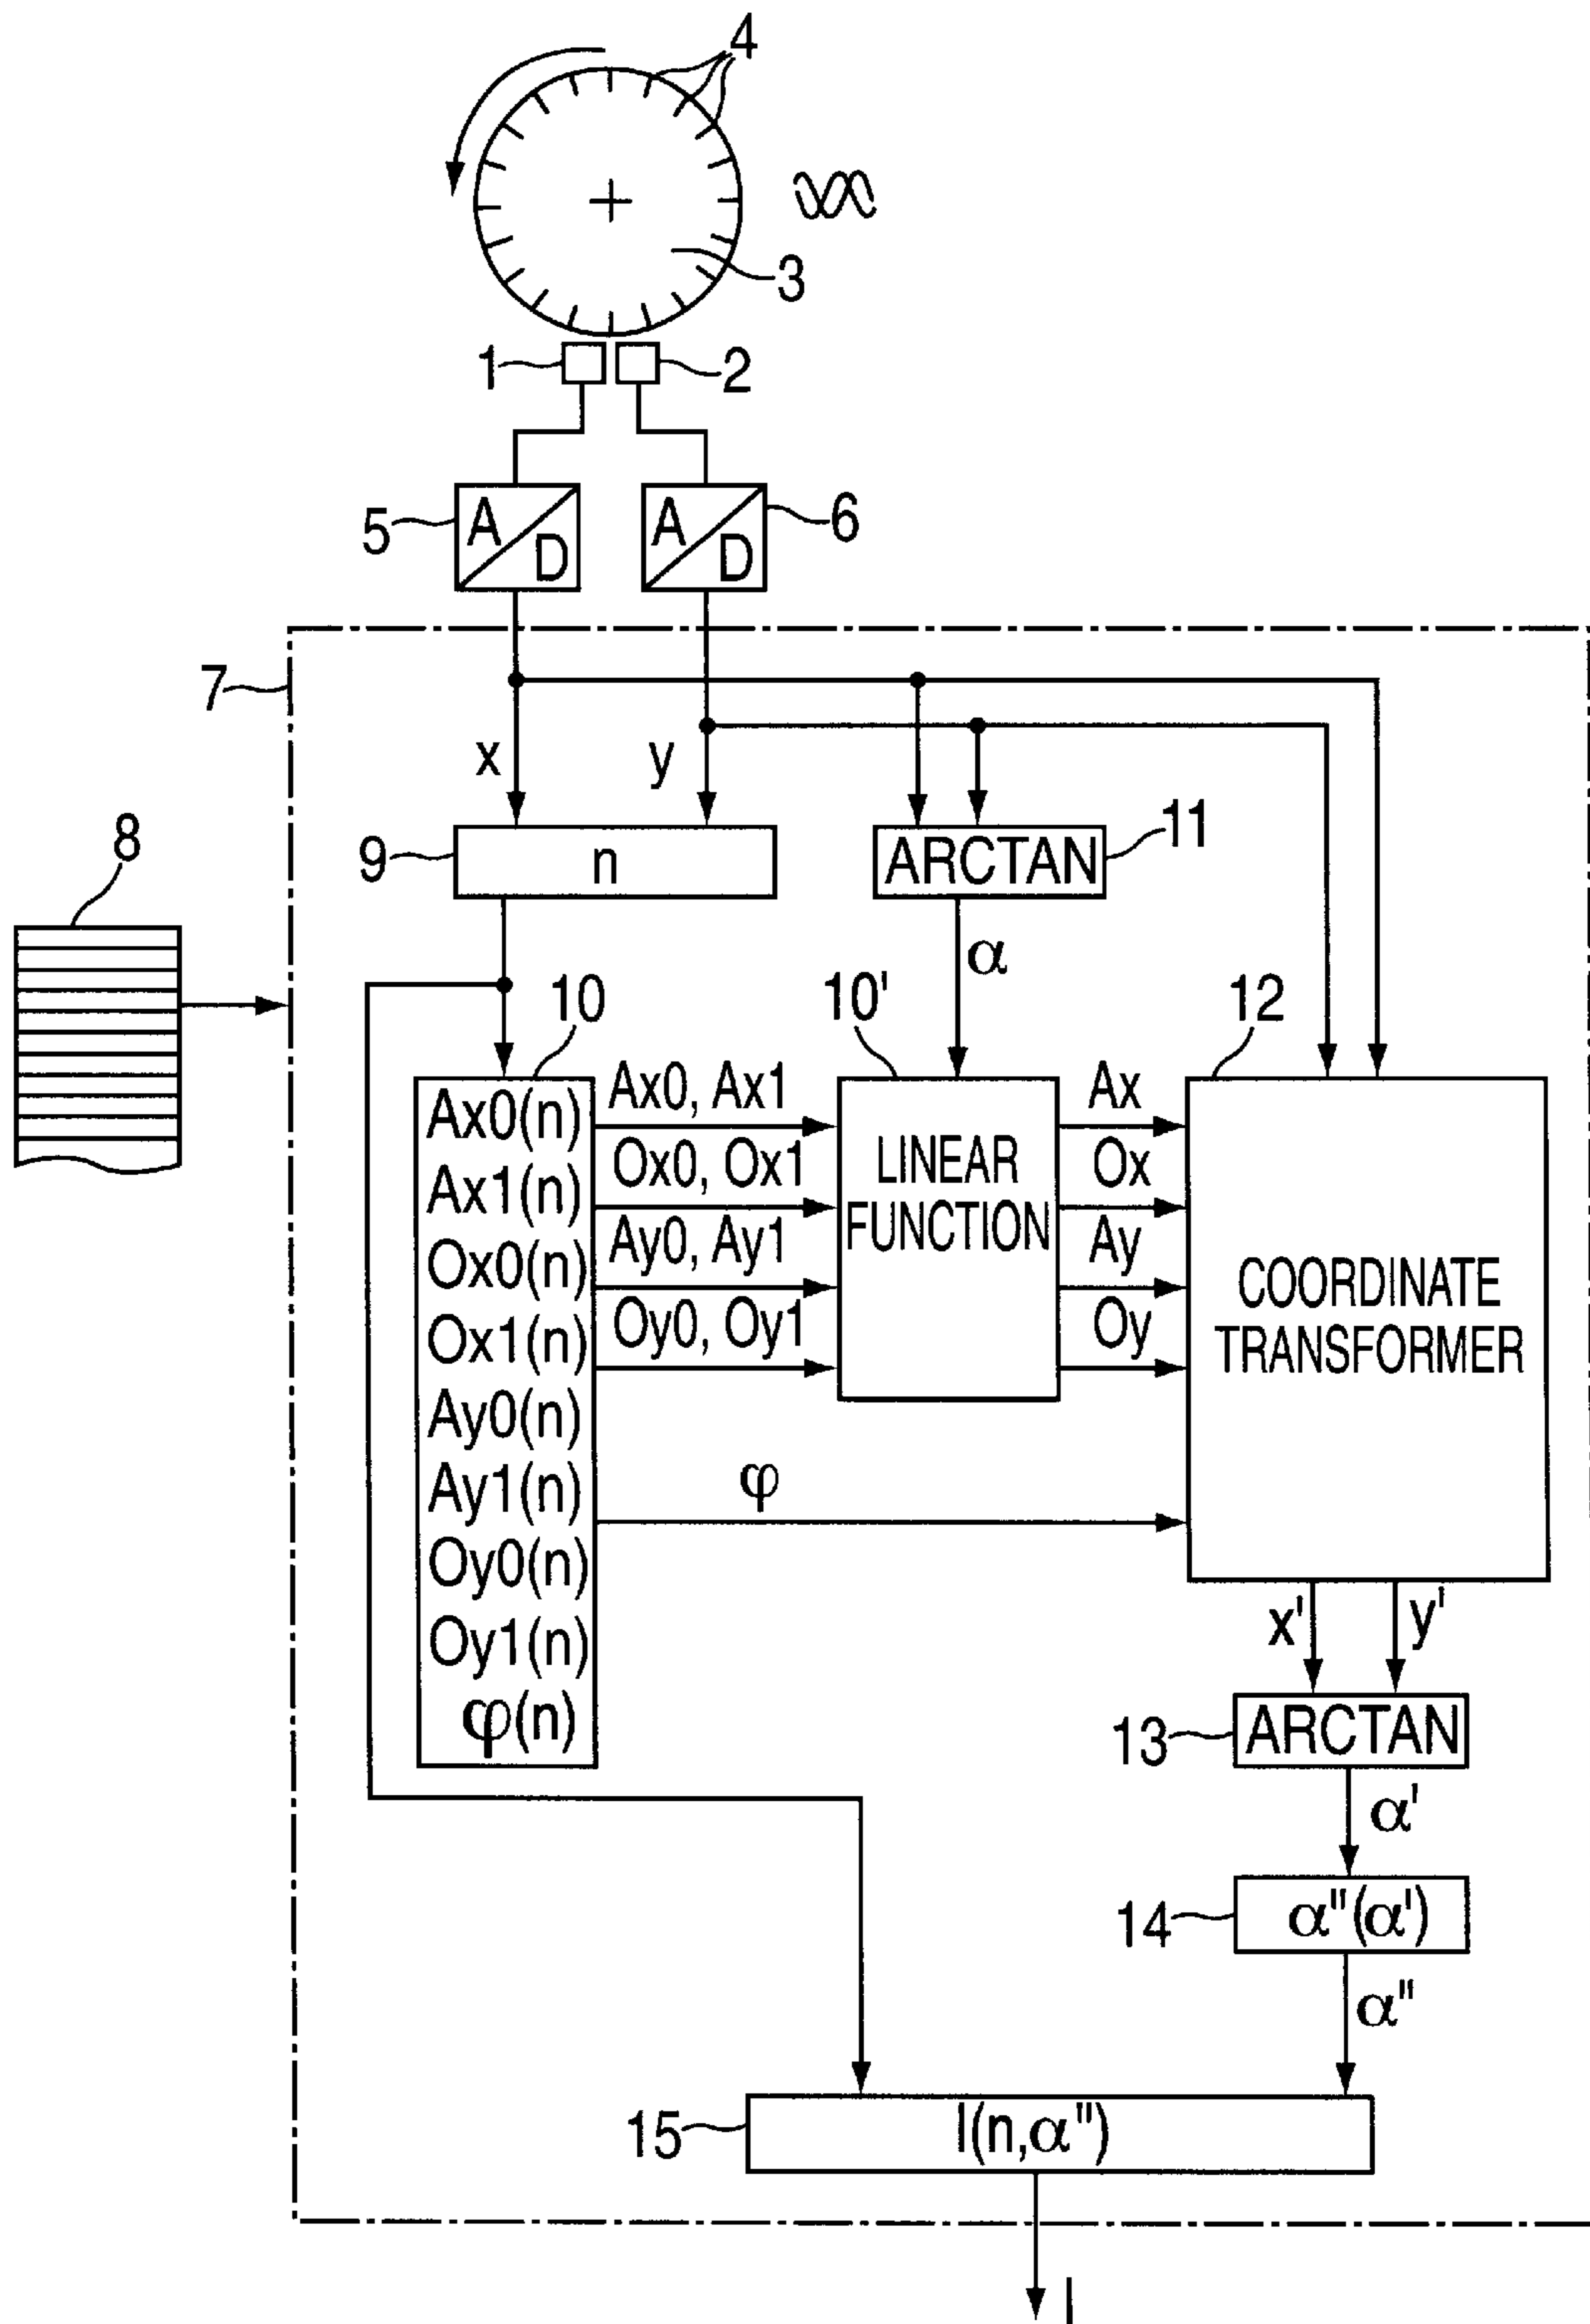 4
3
1
2
5
A
D
A
D
6
7
x
y
8
9
n
ARCTAN
11
α
10
10'
12
Ax0(n)
Ax1(n)
Ox0(n)
Ox1(n)
Ay0(n)
Ay1(n)
Oy0(n)
Oy1(n)
φ(n)
Ax0, Ax1
Ox0, Ox1
Ay0, Ay1
Oy0, Oy1
φ
LINEAR
FUNCTION
Ax
Ox
Ay
Oy
COORDINATE
TRANSFORMER
x'
y'
13
ARCTAN
α'
14
α"(α')
α"
15
I(n,α")
I